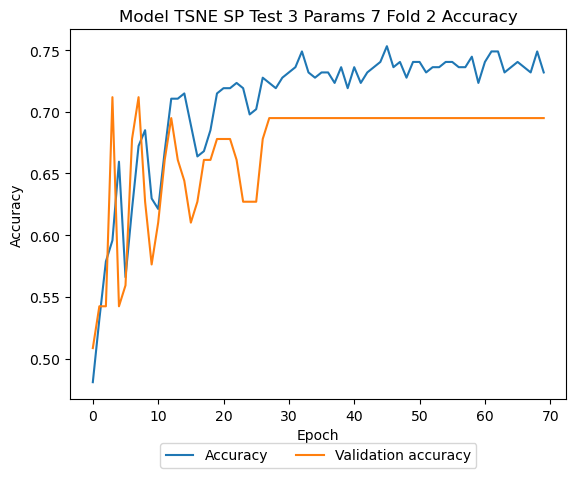 Model TSNE SP Test 3 Params 7 Fold 2 Accuracy
0.75
0.70
0.65
0.60
0.55
0.50
Accuracy
0 10 20 30 40 50 60 70
Epoch
Accuracy Validation accuracy